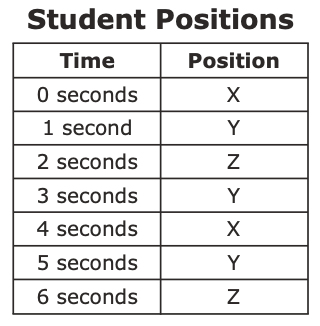 Student Positions
Time Position
0 seconds X
1 second Y
2 seconds Z
3 seconds Y
4 seconds X
5 seconds Y
6 seconds Z